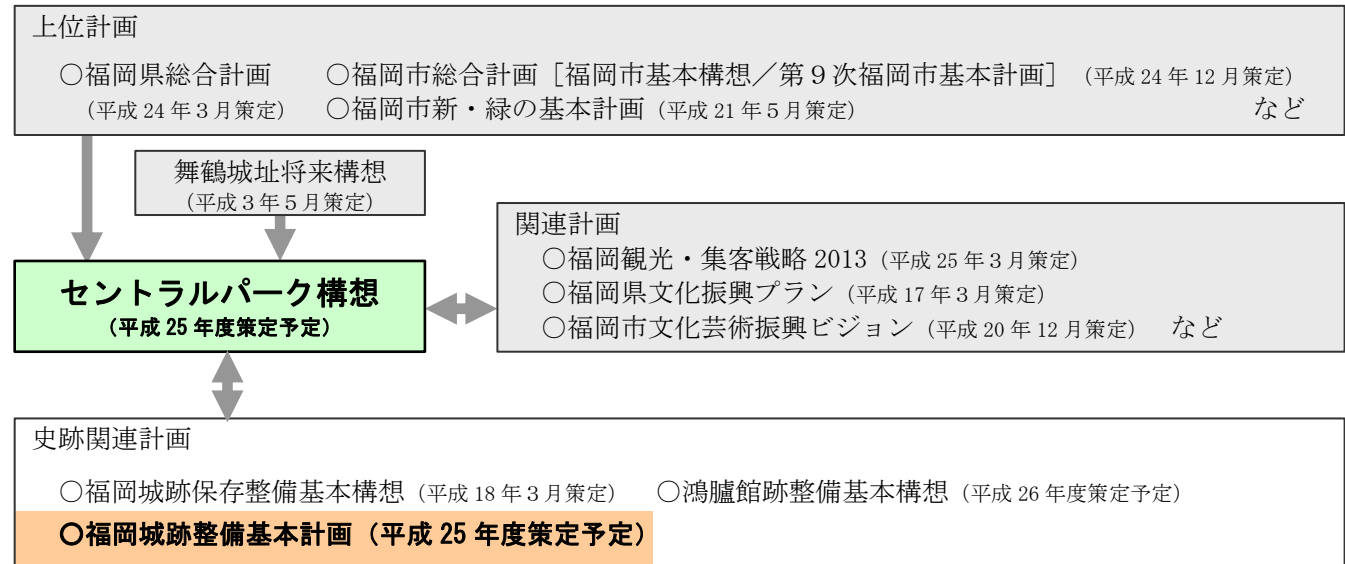 上位計画
○福岡県総合計画 ○福岡市総合計画［福岡市基本構想／第９次福岡市基本計画］（平成 24 年 12 月策定）
（平成 24 年３月策定） ○福岡市新・緑の基本計画（平成 21 年５月策定） など
舞鶴城址将来構想
（平成３年５月策定）
関連計画
○福岡観光・集客戦略 2013（平成 25 年３月策定）
○福岡県文化振興プラン（平成 17 年３月策定）
○福岡市文化芸術振興ビジョン（平成 20 年 12 月策定） など
セントラルパーク構想
（平成 25 年度策定予定）
史跡関連計画
○福岡城跡保存整備基本構想（平成 18 年３月策定） ○鴻臚館跡整備基本構想（平成 26 年度策定予定）
○福岡城跡整備基本計画（平成 25 年度策定予定）